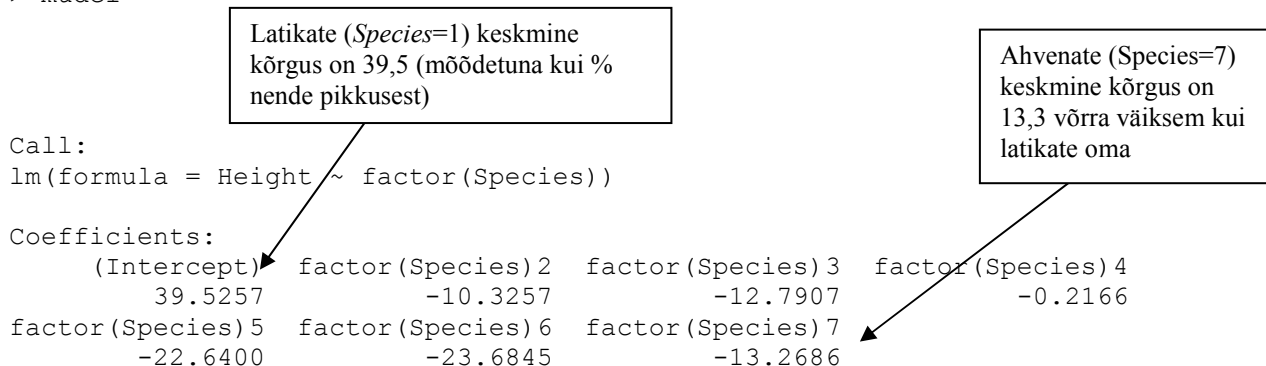 Latikate (Species=1) keskmine
kõrgus on 39,5 (mõõdetuna kui %
nende pikkusest)
Ahvenate (Species=7)
keskmine kõrgus on
13,3 võrra väiksem kui
latikate oma
Call:
lm(formula = Height ~ factor(Species))
Coefficients:
(Intercept) factor(Species)2 factor(Species)3 factor(Species)4
39.5257 -10.3257 -12.7907 -0.2166
factor(Species)5 factor(Species)6 factor(Species)7
-22.6400 -23.6845 -13.2686